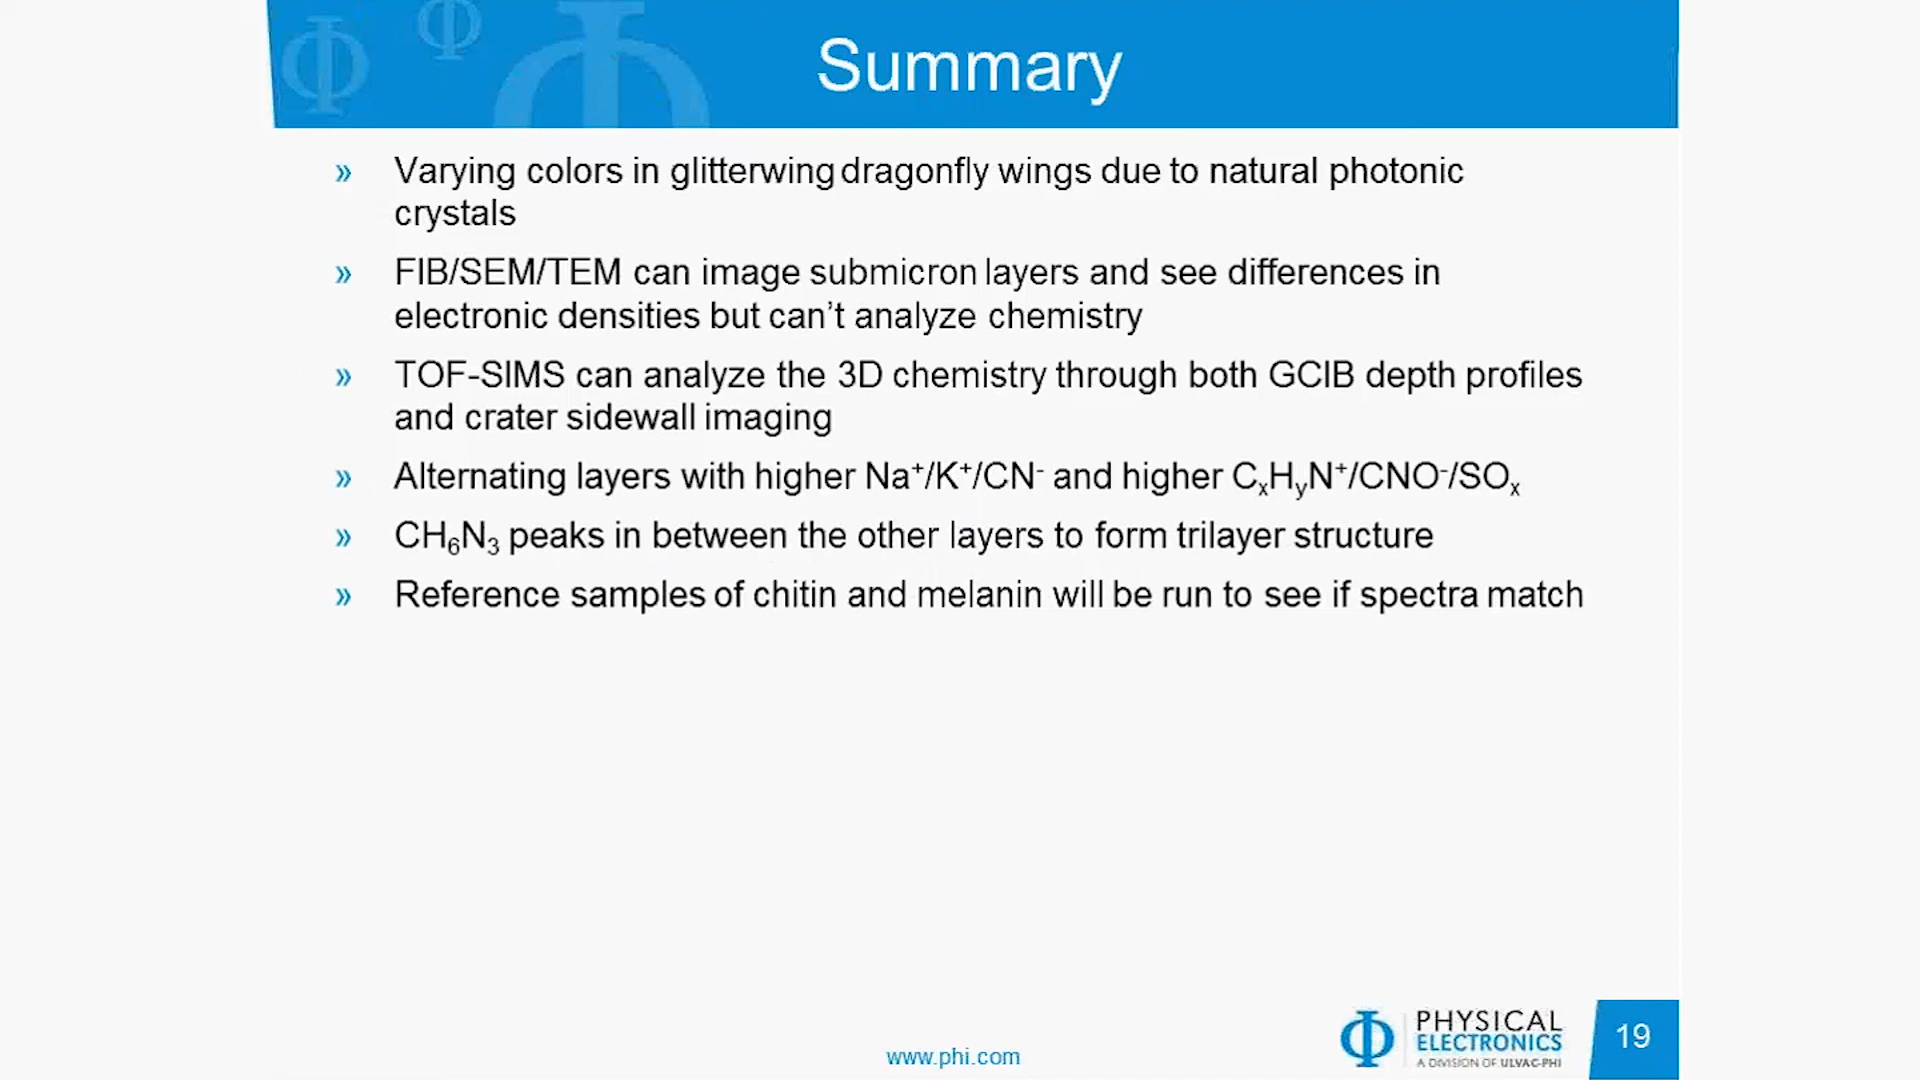 Summary
» Varying colors in glitterwing dragonfly wings due to natural photonic
crystals
» FIB/SEM/TEM can image submicron layers and see differences in
electronic densities but can't analyze chemistry
» TOF-SIMS can analyze the 3D chemistry through both GCIB depth profiles
and crater sidewall imaging
» Alternating layers with higher Na⁺/K⁺/CN⁻ and higher CₓHᵧN⁺/CNO⁻/SOₓ
» CH₆N₃ peaks in between the other layers to form trilayer structure
» Reference samples of chitin and melanin will be run to see if spectra match
www.phi.com
PHYSICAL
ELECTRONICS
A DIVISION OF ULVAC-PHI
19